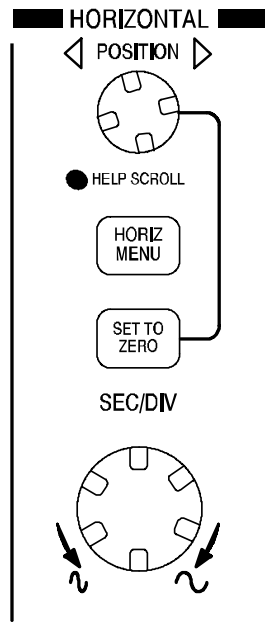 HORIZONTAL
POSITION
HELP SCROLL
HORIZ
MENU
SET TO
ZERO
SEC/DIV